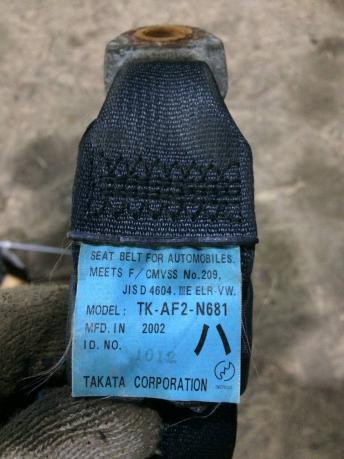 SEAT BELT FOR AUTOMOBILES.
MEETS F/CMVSS No.209,
JIS D 4604. ⅢE ELR-VW.
MODEL: TK-AF2-N681
MFD. IN 2002
ID. NO. 1012
ハ
TAKATA CORPORATION